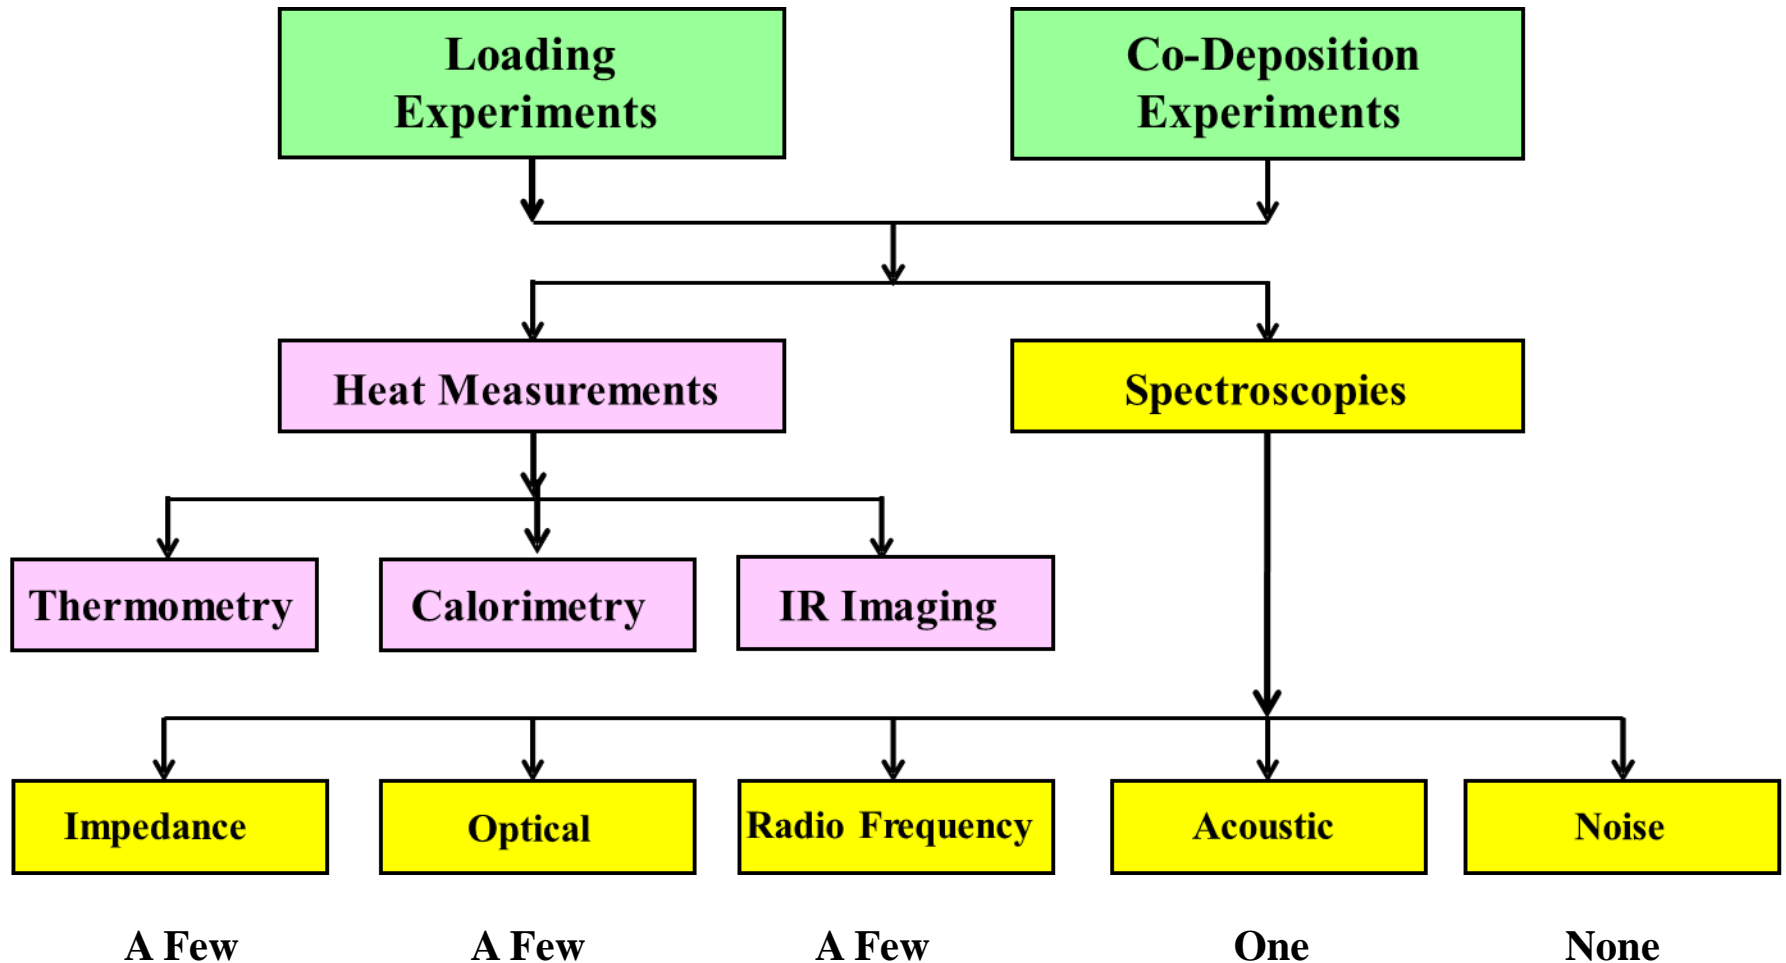 Loading
Experiments
Co-Deposition
Experiments
Heat Measurements
Spectroscopies
Thermometry
Calorimetry
IR Imaging
Impedance
Optical
Radio Frequency
Acoustic
Noise
A Few
A Few
A Few
One
None